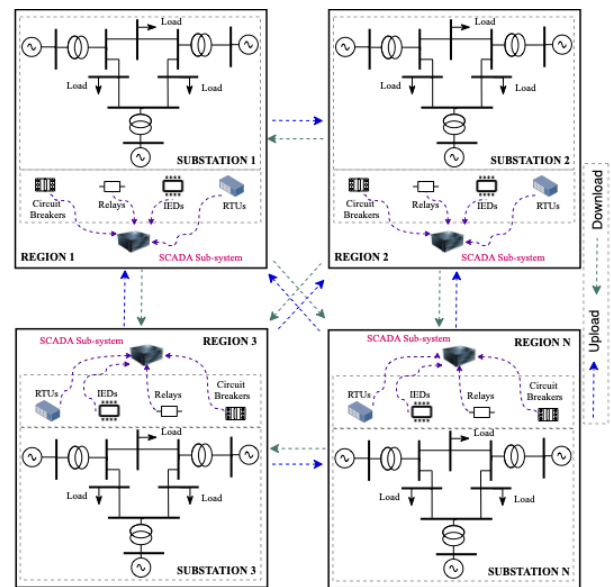 Load
Load
Load
SUBSTATION 1
Circuit
Breakers
Relays
IEDs
RTUs
SCADA Sub-system
REGION 1
Load
Load
Load
SUBSTATION 2
Circuit
Breakers
Relays
IEDs
RTUs
SCADA Sub-system
REGION 2
Download
Upload
REGION 3
SCADA Sub-system
RTUs
IEDs
Relays
Circuit
Breakers
Load
Load
Load
SUBSTATION 3
SCADA Sub-system
REGION N
RTUs
IEDs
Relays
Circuit
Breakers
Load
Load
Load
SUBSTATION N